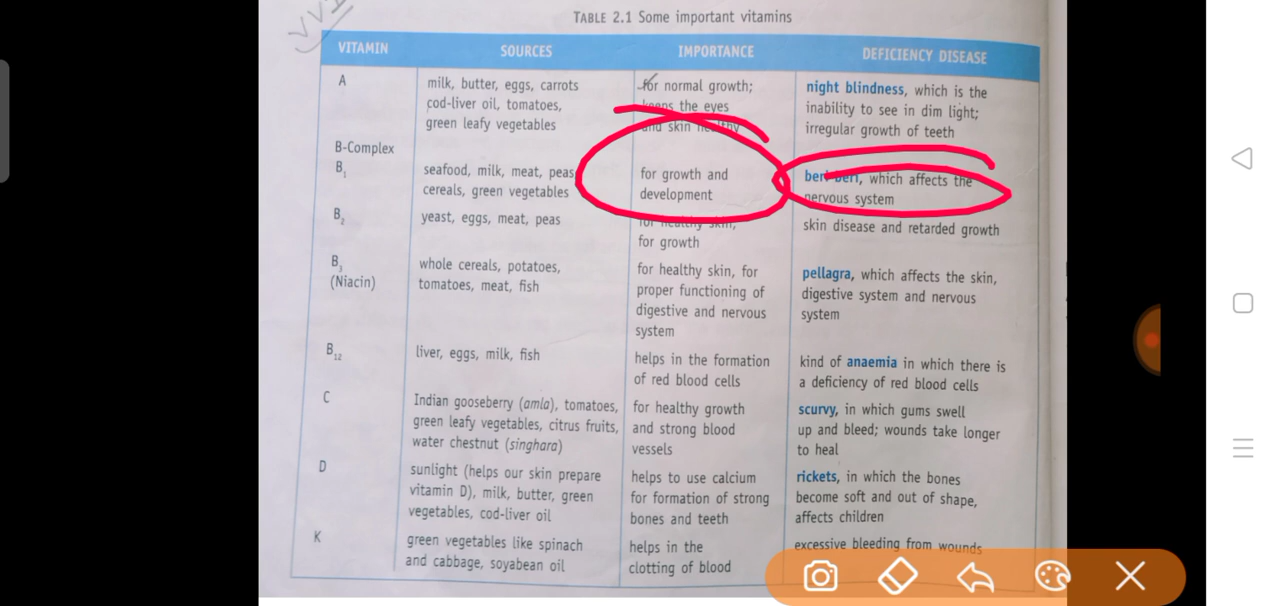 TABLE 2.1 Some important vitamins
VITAMIN
SOURCES
IMPORTANCE
DEFICIENCY DISEASE
A
milk, butter, eggs, carrots
cod-liver oil, tomatoes,
green leafy vegetables
for normal growth;
keeps the eyes
and skin healthy
night blindness, which is the
inability to see in dim light;
irregular growth of teeth
B-Complex
B₁
seafood, milk, meat, peas
cereals, green vegetables
for growth and
development
beri-beri, which affects the
nervous system
B₂
yeast, eggs, meat, peas
for healthy skin,
for growth
skin disease and retarded growth
B₃
(Niacin)
whole cereals, potatoes,
tomatoes, meat, fish
for healthy skin, for
proper functioning of
digestive and nervous
system
pellagra, which affects the skin,
digestive system and nervous
system
B₁₂
liver, eggs, milk, fish
helps in the formation
of red blood cells
kind of anaemia in which there is
a deficiency of red blood cells
C
Indian gooseberry (amla), tomatoes,
green leafy vegetables, citrus fruits,
water chestnut (singhara)
for healthy growth
and strong blood
vessels
scurvy, in which gums swell
up and bleed; wounds take longer
to heal
D
sunlight (helps our skin prepare
vitamin D), milk, butter, green
vegetables, cod-liver oil
helps to use calcium
for formation of strong
bones and teeth
rickets, in which the bones
become soft and out of shape,
affects children
K
green vegetables like spinach
and cabbage, soyabean oil
helps in the
clotting of blood
excessive bleeding from wounds